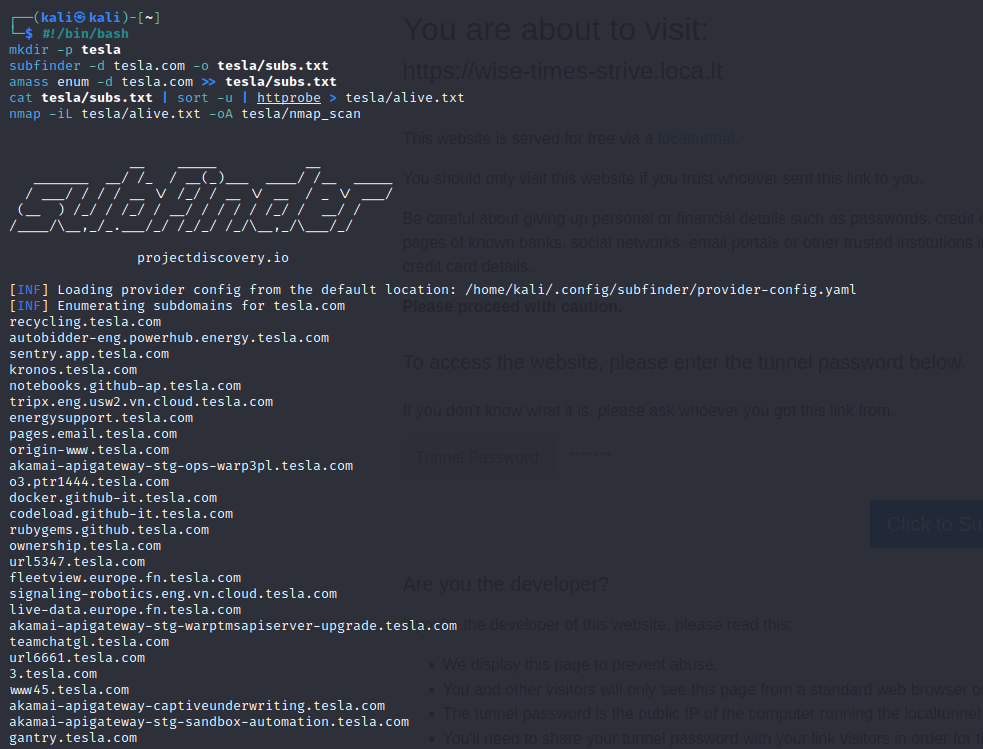 ┌──(kali㉿kali)-[~]
└─$ #!/bin/bash
mkdir -p tesla
subfinder -d tesla.com -o tesla/subs.txt
amass enum -d tesla.com >> tesla/subs.txt
cat tesla/subs.txt | sort -u | httprobe > tesla/alive.txt
nmap -iL tesla/alive.txt -oA tesla/nmap_scan
subfinder
projectdiscovery.io
[INF] Loading provider config from the default location: /home/kali/.config/subfinder/provider-config.yaml
[INF] Enumerating subdomains for tesla.com
recycling.tesla.com
autobidder-eng.powerhub.energy.tesla.com
sentry.app.tesla.com
kronos.tesla.com
notebooks.github-ap.tesla.com
tripx.eng.usw2.vn.cloud.tesla.com
energysupport.tesla.com
pages.email.tesla.com
origin-www.tesla.com
akamai-apigateway-stg-ops-warp3pl.tesla.com
o3.ptr1444.tesla.com
docker.github-it.tesla.com
codeload.github-it.tesla.com
rubygems.github.tesla.com
ownership.tesla.com
url5347.tesla.com
fleetview.europe.fn.tesla.com
signaling-robotics.eng.vn.cloud.tesla.com
live-data.europe.fn.tesla.com
akamai-apigateway-stg-warptmsapiserver-upgrade.tesla.com
teamchatgl.tesla.com
url6661.tesla.com
3.tesla.com
www45.tesla.com
akamai-apigateway-captiveunderwriting.tesla.com
akamai-apigateway-stg-sandbox-automation.tesla.com
gantry.tesla.com
You are about to visit:
https://wise-times-strive.loca.lt
This website is served for free via a localtunnel.
You should only visit this website if you trust whoever sent this link to you.
Be careful about giving up personal or financial details such as passwords, credit
pages of known banks, social networks, email portals or other trusted institutions
credit card details.
Please proceed with caution.
To access the website, please enter the tunnel password below.
If you don't know what it is, please ask whoever you got this link from.
Tunnel Password:
Click to Su
Are you the developer?
the developer of this website, please read this:
• We display this page to prevent abuse.
• You and other visitors will only see this page from a standard web browser
• The tunnel password is the public IP of the computer running the localtunnel
• You'll need to share your tunnel password with your link visitors in order for